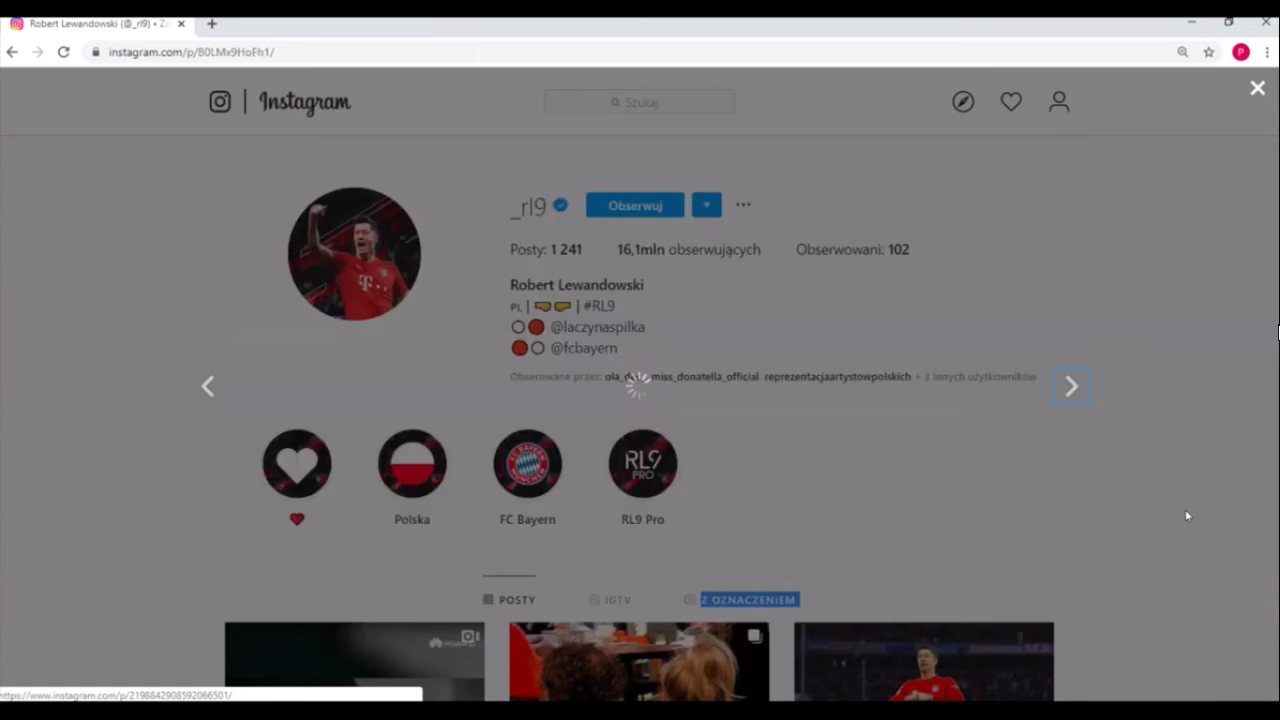 Robert Lewandowski (@_rl9) •
instagram.com/p/B0LMx9HoFh1/
P
Instagram
Szukaj
_rl9
Obserwuj
Posty: 1 241 16,1mln obserwujących Obserwowani: 102
Robert Lewandowski
PL | #RL9
@laczynaspilka
@fcbayern
Obserwowane przez: miss_donatella_official, reprezentacjaartystowpolskich + 3 innych użytkowników
RL9
PRO
Polska FC Bayern RL9 Pro
POSTY IGTV Z OZNACZENIEM
https://www.instagram.com/p/2198842908592066501/